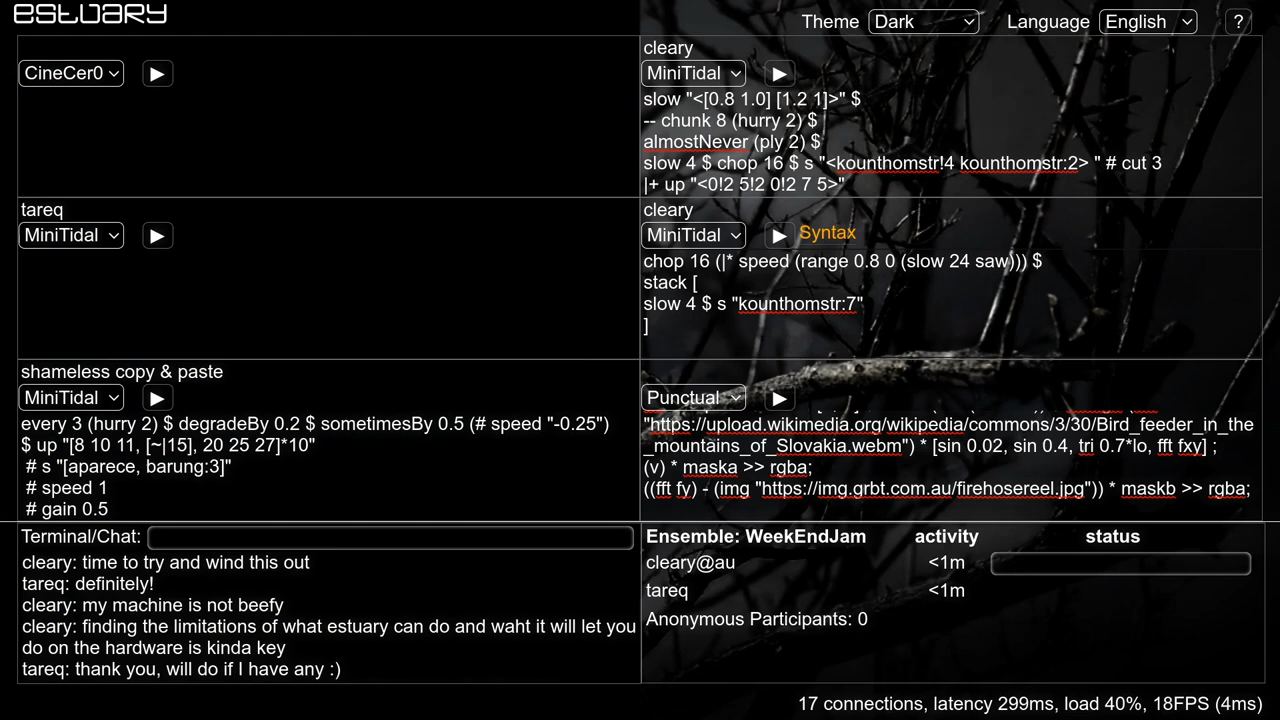 estuary
Theme Dark Language English ?
CineCer0 ▶
cleary
MiniTidal ▶
slow "<[0.8 1.0] [1.2 1]>" $
-- chunk 8 (hurry 2) $
almostNever (ply 2) $
slow 4 $ chop 16 $ s "<kounthomstr!4 kounthomstr:2> " # cut 3
|+ up "<0!2 5!2 0!2 7 5>"
tareq
MiniTidal ▶
cleary
MiniTidal ▶ Syntax
chop 16 (|* speed (range 0.8 0 (slow 24 saw))) $
stack [
slow 4 $ s "kounthomstr:7"
]
shameless copy & paste
MiniTidal ▶
every 3 (hurry 2) $ degradeBy 0.2 $ sometimesBy 0.5 (# speed "-0.25")
$ up "[8 10 11, [~|15], 20 25 27]*10"
# s "[aparece, barung:3]"
# speed 1
# gain 0.5
Punctual ▶
"https://upload.wikimedia.org/wikipedia/commons/3/30/Bird_feeder_in_the
_mountains_of_Slovakia.webm") * [sin 0.02, sin 0.4, tri 0.7*lo, fft fxy] ;
(v) * maska >> rgba;
((fft fy) - (img "https://img.grbt.com.au/firehosereel.jpg")) * maskb >> rgba;
Terminal/Chat:
cleary: time to try and wind this out
tareq: definitely!
cleary: my machine is not beefy
cleary: finding the limitations of what estuary can do and waht it will let you
do on the hardware is kinda key
tareq: thank you, will do if I have any :)
Ensemble: WeekEndJam activity status
cleary@au <1m
tareq <1m
Anonymous Participants: 0
17 connections, latency 299ms, load 40%, 18FPS (4ms)